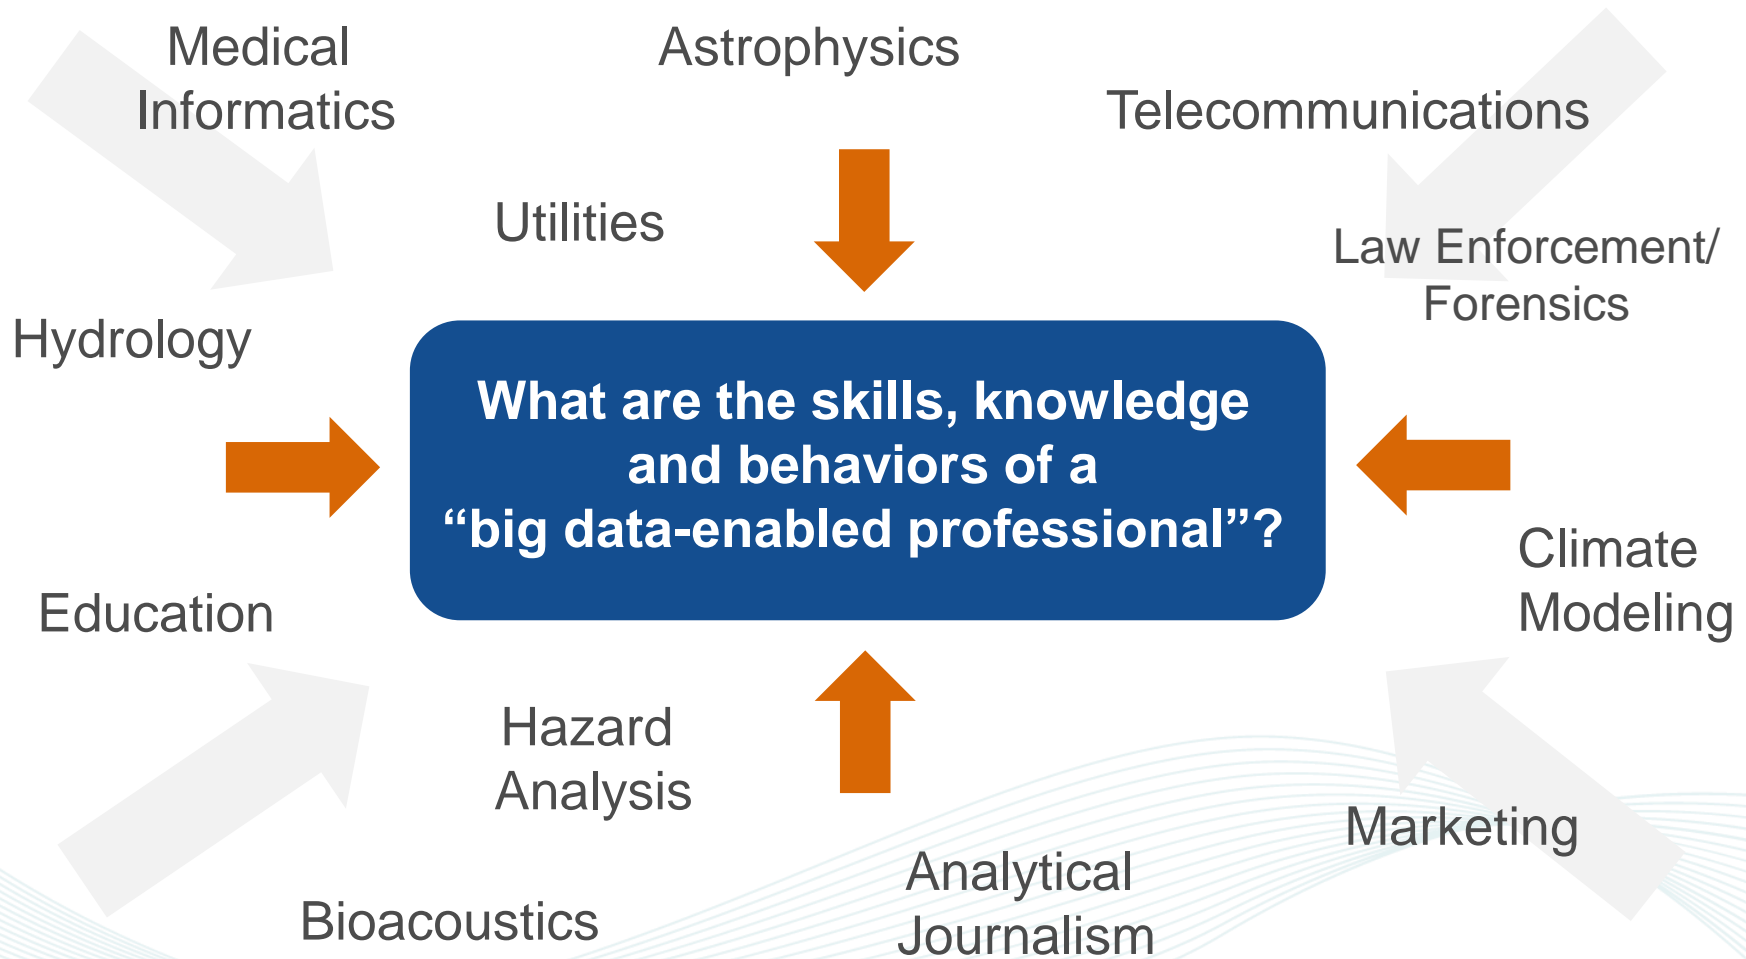 Medical
Informatics
Astrophysics
Telecommunications
Utilities
Law Enforcement/
Forensics
Hydrology
What are the skills, knowledge
and behaviors of a
“big data-enabled professional”?
Climate
Modeling
Education
Hazard
Analysis
Marketing
Analytical
Journalism
Bioacoustics